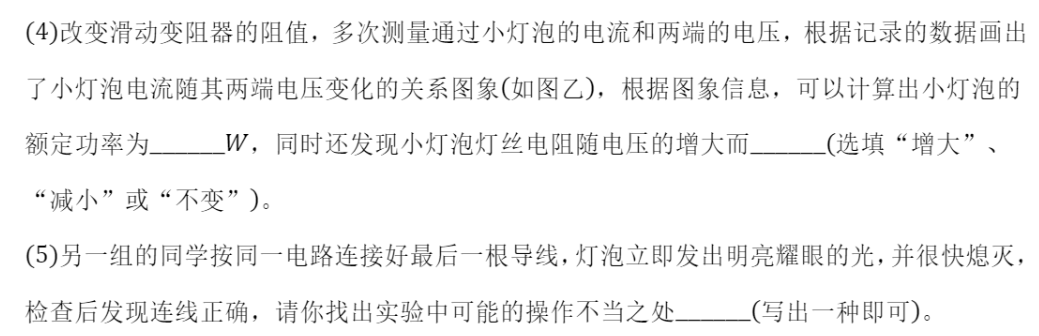 (4)改变滑动变阻器的阻值，多次测量通过小灯泡的电流和两端的电压，根据记录的数据画出
了小灯泡电流随其两端电压变化的关系图象(如图乙)，根据图象信息，可以计算出小灯泡的
额定功率为______W，同时还发现小灯泡灯丝电阻随电压的增大而______(选填“增大”、
“减小”或“不变”)。
(5)另一组的同学按同一电路连接好最后一根导线，灯泡立即发出明亮耀眼的光，并很快熄灭，
检查后发现连线正确，请你找出实验中可能的操作不当之处______(写出一种即可)。